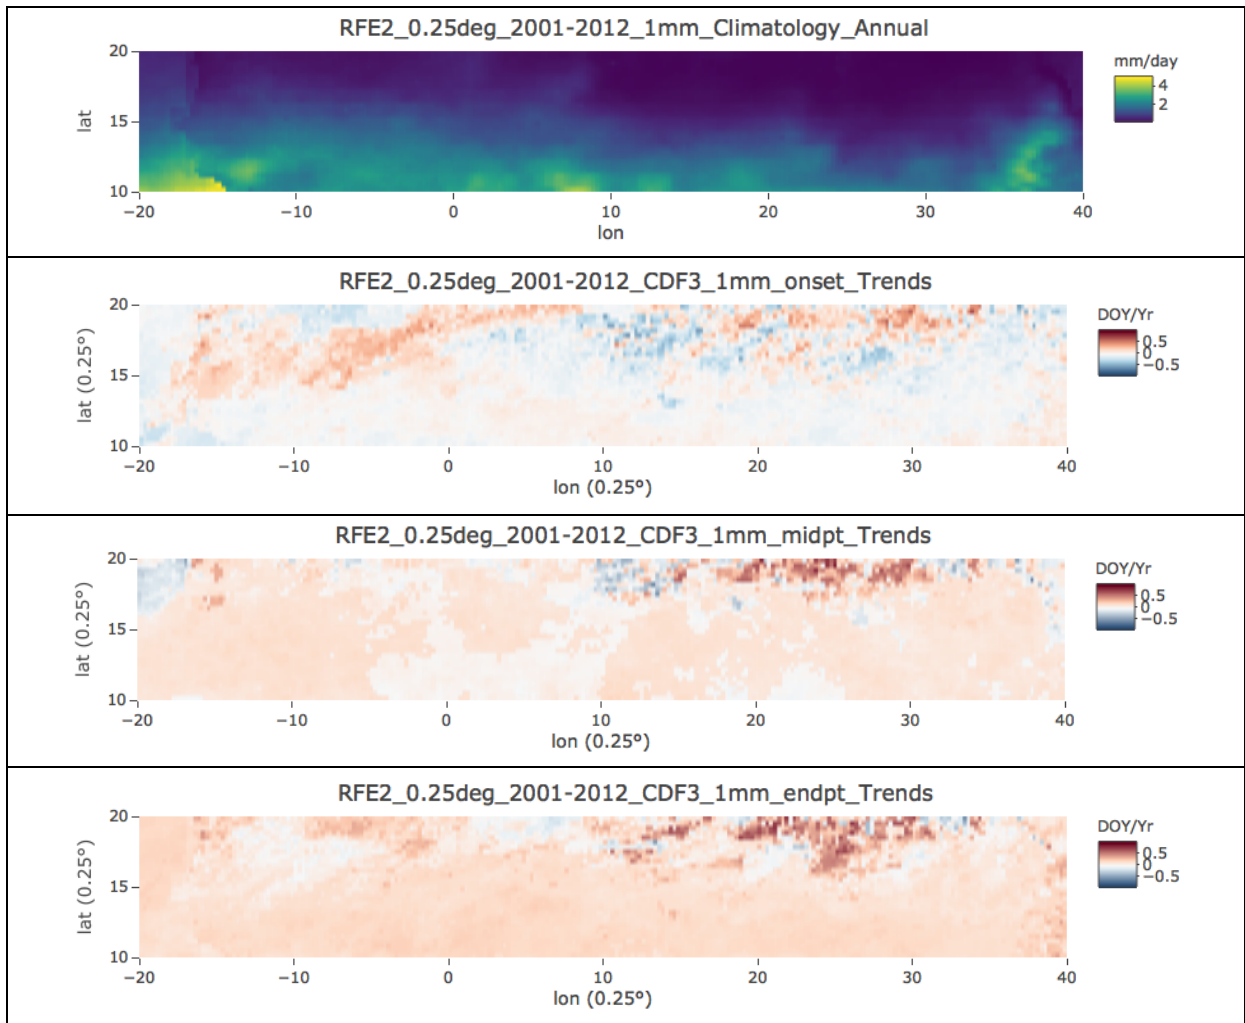 RFE2_0.25deg_2001-2012_1mm_Climatology_Annual
20
15
10
lat
−20 −10 0 10 20 30 40
lon
mm/day
4
2
RFE2_0.25deg_2001-2012_CDF3_1mm_onset_Trends
20
15
10
lat (0.25°)
−20 −10 0 10 20 30 40
lon (0.25°)
DOY/Yr
0.5
0
−0.5
RFE2_0.25deg_2001-2012_CDF3_1mm_midpt_Trends
20
15
10
lat (0.25°)
−20 −10 0 10 20 30 40
lon (0.25°)
DOY/Yr
0.5
0
−0.5
RFE2_0.25deg_2001-2012_CDF3_1mm_endpt_Trends
20
15
10
lat (0.25°)
−20 −10 0 10 20 30 40
lon (0.25°)
DOY/Yr
0.5
0
−0.5